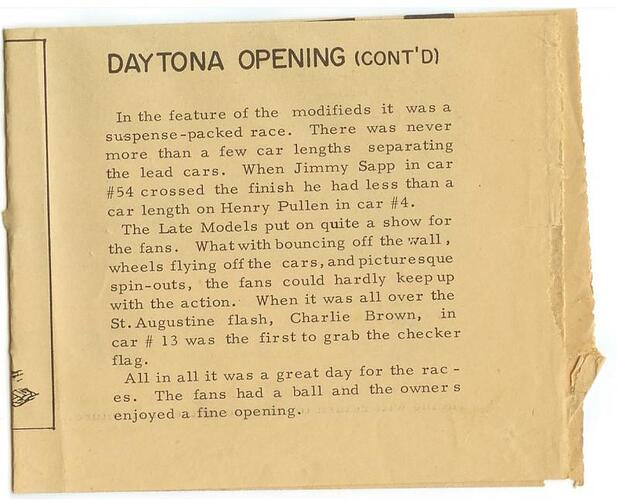 DAYTONA OPENING (CONT'D)
In the feature of the modifieds it was a
suspense-packed race. There was never
more than a few car lengths separating
the lead cars. When Jimmy Sapp in car
#54 crossed the finish he had less than a
car length on Henry Pullen in car #4.
The Late Models put on quite a show for
the fans. What with bouncing off the wall,
wheels flying off the cars, and picturesque
spin-outs, the fans could hardly keep up
with the action. When it was all over the
St. Augustine flash, Charlie Brown, in
car # 13 was the first to grab the checker
flag.
All in all it was a great day for the rac-
es. The fans had a ball and the owners
enjoyed a fine opening.